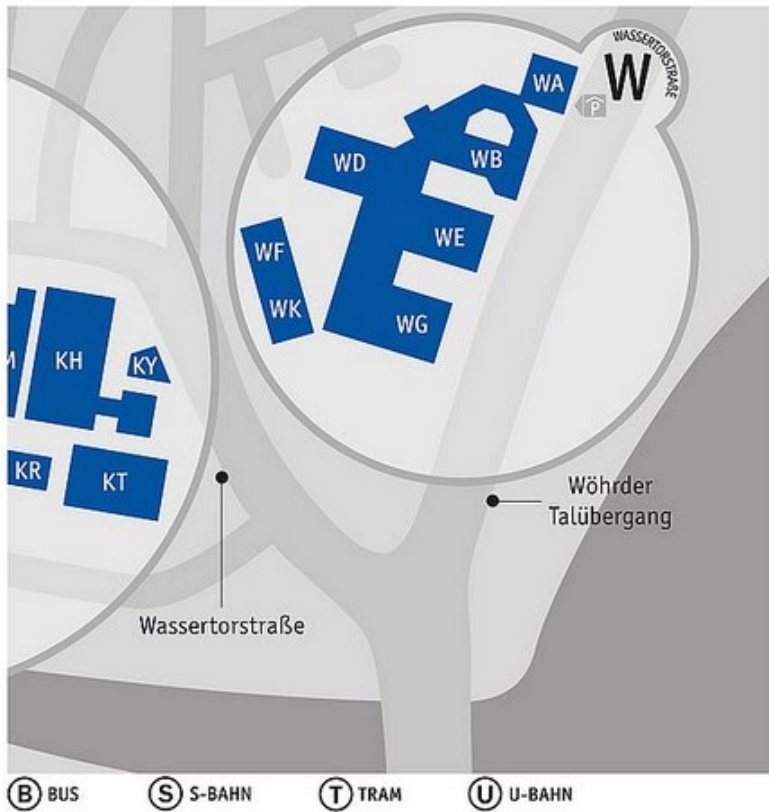 WASSERTORSTRAßE
W
WA
P
WD
WB
WE
WF
WK
WG
M
KH
KY
KR
KT
Wöhrder
Talübergang
Wassertorstraße
B BUS
S S-BAHN
T TRAM
U U-BAHN